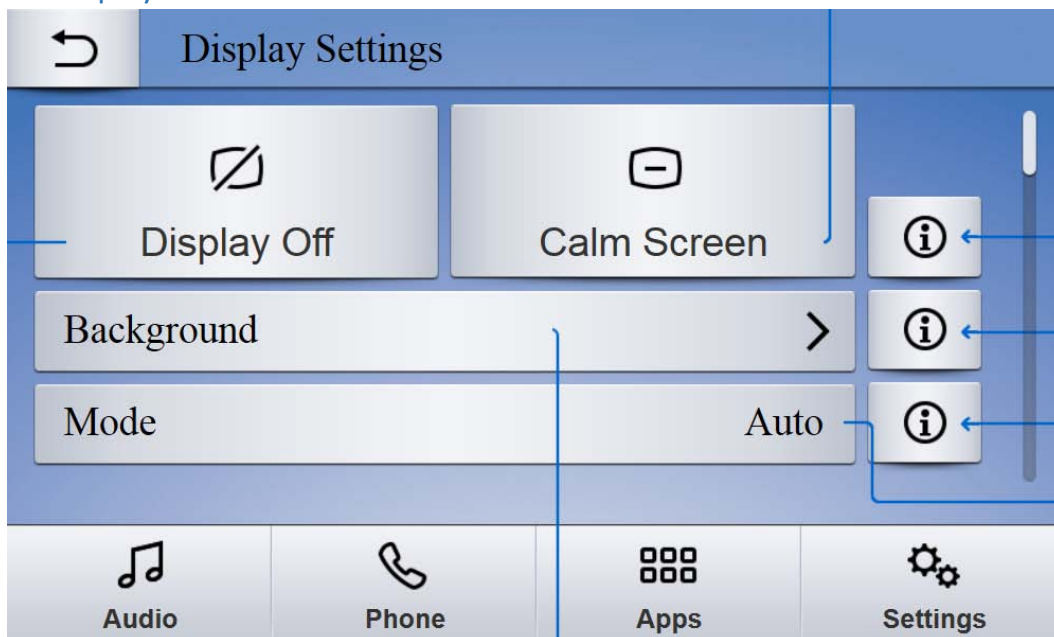 Display Settings
Display Off
Calm Screen
Background
Mode Auto
Audio Phone Apps Settings